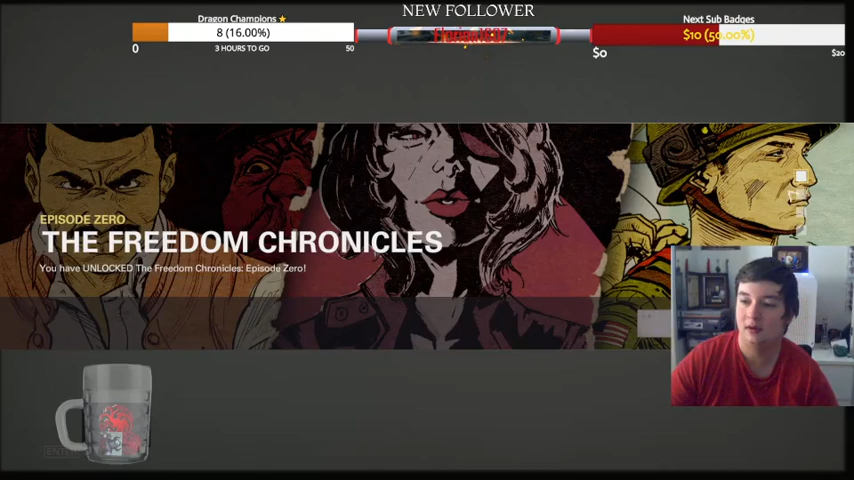 NEW FOLLOWER
Dragon Champions
8 (16.00%)
0
3 HOURS TO GO
50
Florian1607
Next Sub Badges
$10 (50.00%)
$0
$20
EPISODE ZERO
THE FREEDOM CHRONICLES
You have UNLOCKED The Freedom Chronicles: Episode Zero!